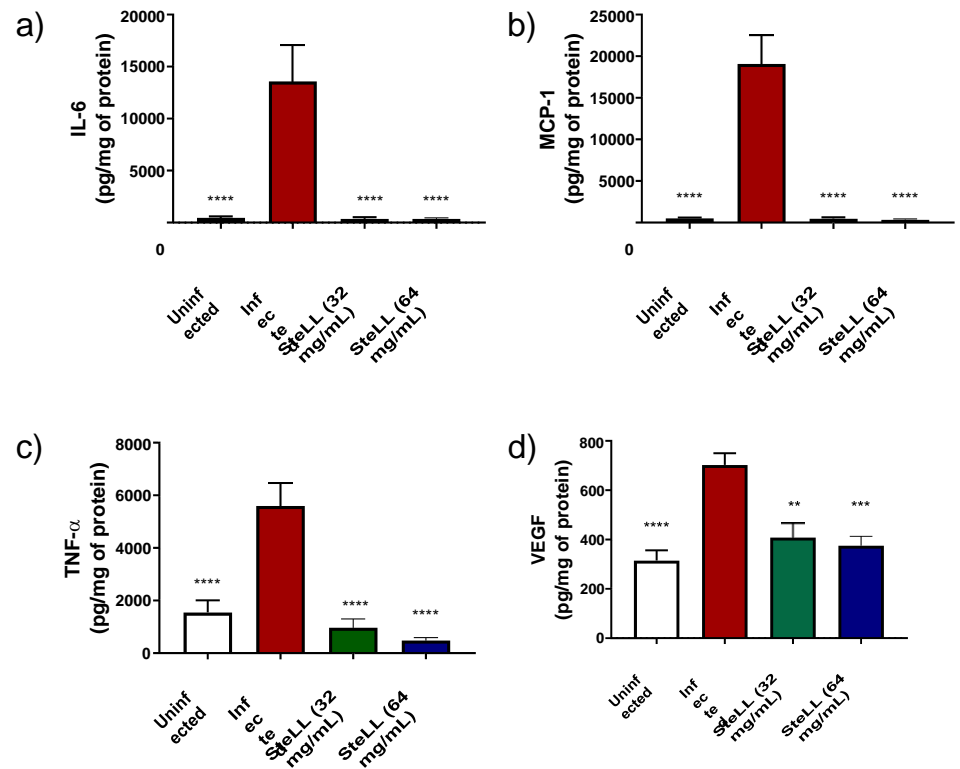 a)
IL-6
(pg/mg of protein)
20000
15000
10000
5000
0
****
****
****
Uninf
ected
Inf
ec
te
d
SteLL (32
mg/mL)
SteLL (64
mg/mL)
b)
MCP-1
(pg/mg of protein)
25000
20000
15000
10000
5000
0
****
****
****
Uninf
ected
Inf
ec
te
d
SteLL (32
mg/mL)
SteLL (64
mg/mL)
c)
TNF-α
(pg/mg of protein)
8000
6000
4000
2000
0
****
****
****
Uninf
ected
Inf
ec
te
d
SteLL (32
mg/mL)
SteLL (64
mg/mL)
d)
VEGF
(pg/mg of protein)
800
600
400
200
0
****
**
***
Uninf
ected
Inf
ec
te
d
SteLL (32
mg/mL)
SteLL (64
mg/mL)